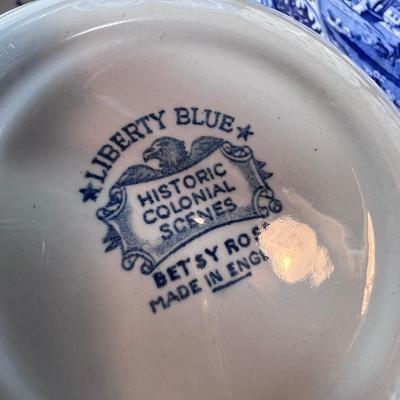 ★LIBERTY BLUE★
HISTORIC
COLONIAL
SCENES
BETSY
MADE IN